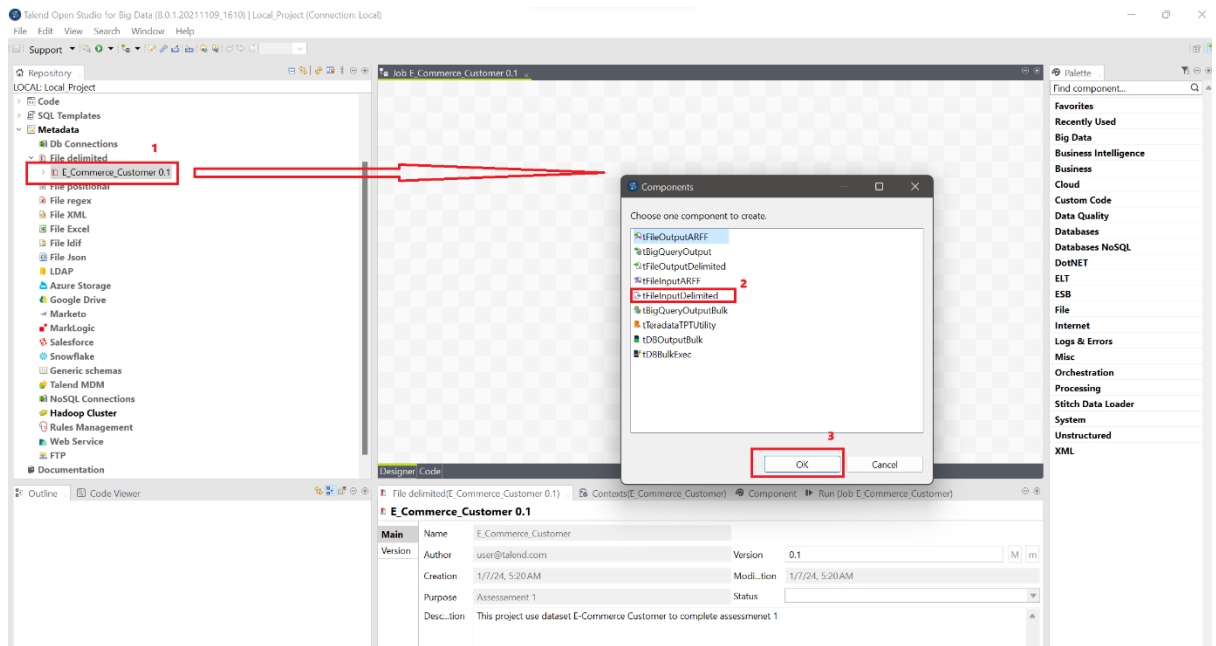 Talend Open Studio for Big Data (8.0.1.20211109_1610) | Local_Project (Connection: Local)
File Edit View Search Window Help
Support
Repository
LOCAL: Local_Project
Code
SQL Templates
Metadata
Db Connections
1
File delimited
E_Commerce_Customer 0.1
File positional
File regex
File XML
File Excel
File ldif
File Json
LDAP
Azure Storage
Google Drive
Marketo
MarkLogic
Salesforce
Snowflake
Generic schemas
Talend MDM
NoSQL Connections
Hadoop Cluster
Rules Management
Web Service
FTP
Documentation
Job E_Commerce_Customer 0.1
Components
Choose one component to create.
tFileOutputARFF
tBigQueryOutput
tFileOutputDelimited
tFileInputARFF
tFileInputDelimited
2
tBigQueryOutputBulk
tTeradataTPTUtility
tDBOutputBulk
tDBBulkExec
3
OK Cancel
Designer Code
Palette
Find component...
Favorites
Recently Used
Big Data
Business Intelligence
Business
Cloud
Custom Code
Data Quality
Databases
Databases NoSQL
DotNET
ELT
ESB
File
Internet
Logs & Errors
Misc
Orchestration
Processing
Stitch Data Loader
System
Unstructured
XML
Outline Code Viewer
File delimited(E_Commerce_Customer 0.1) Contexts(E_Commerce_Customer) Component Run (Job E_Commerce_Customer)
E_Commerce_Customer 0.1
Main
Version
Name E_Commerce_Customer
Author user@talend.com Version 0.1 M m
Creation 1/7/24, 5:20 AM Modi...tion 1/7/24, 5:20 AM
Purpose Assessement 1 Status
Desc...tion This project use dataset E-Commerce Customer to complete assessmenet 1